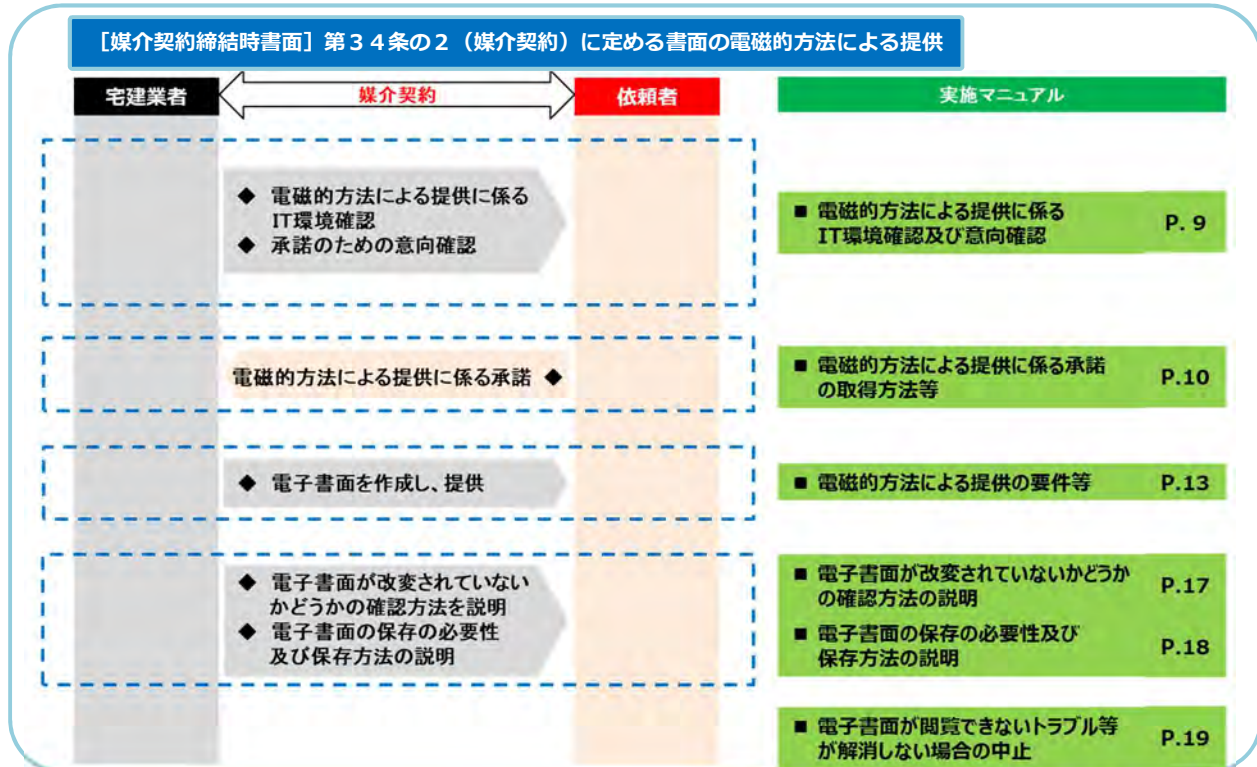 ［媒介契約締結時書面］第３４条の２（媒介契約）に定める書面の電磁的方法による提供
宅建業者
媒介契約
依頼者
実施マニュアル
◆ 電磁的方法による提供に係る
IT環境確認
◆ 承諾のための意向確認
■ 電磁的方法による提供に係る
IT環境確認及び意向確認
P. 9
電磁的方法による提供に係る承諾 ◆
■ 電磁的方法による提供に係る承諾
の取得方法等
P.10
◆ 電子書面を作成し、提供
■ 電磁的方法による提供の要件等
P.13
◆ 電子書面が改変されていない
かどうかの確認方法を説明
◆ 電子書面の保存の必要性
及び保存方法の説明
■ 電子書面が改変されていないかどうか
の確認方法の説明
P.17
■ 電子書面の保存の必要性及び
保存方法の説明
P.18
■ 電子書面が閲覧できないトラブル等
が解消しない場合の中止
P.19